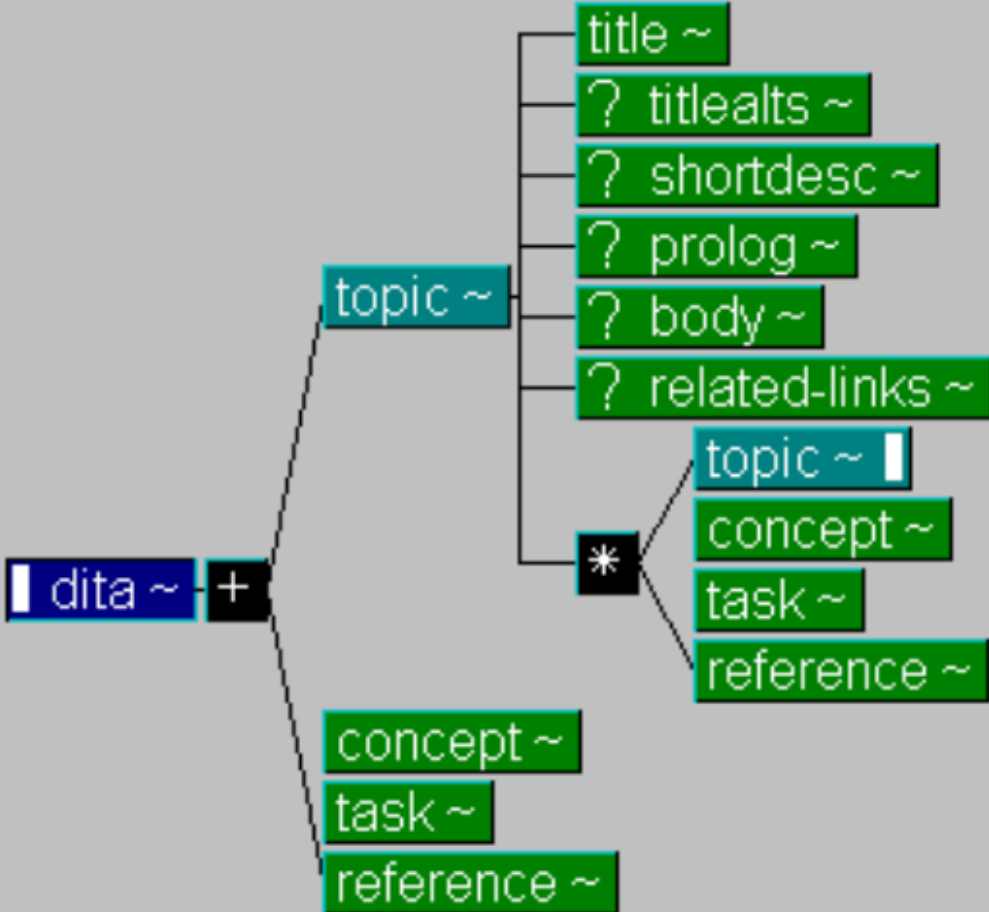 title ~
? titlealts ~
? shortdesc ~
? prolog ~
topic ~
? body ~
? related-links ~
topic ~
concept ~
*
dita ~ +
task ~
reference ~
concept ~
task ~
reference ~